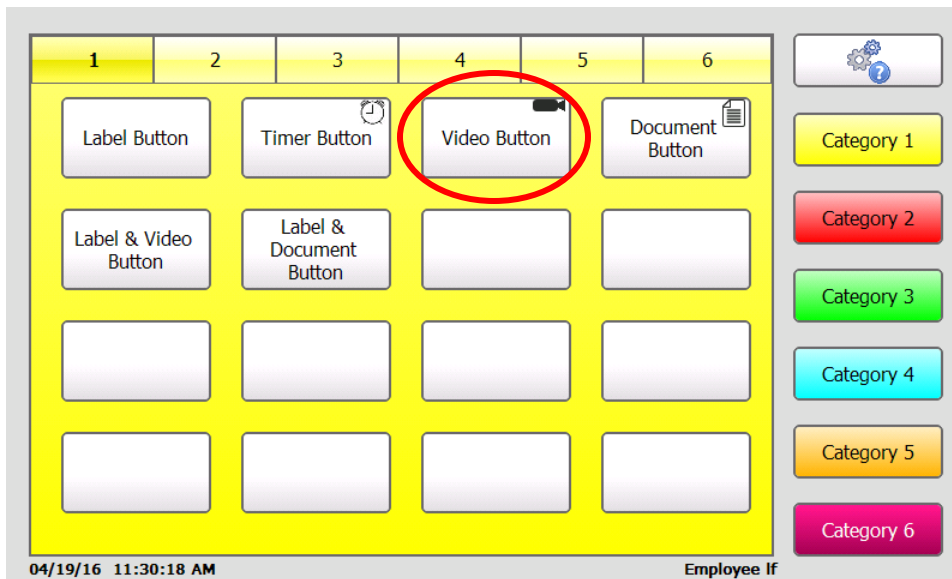 1 2 3 4 5 6
Label Button
Timer Button
Video Button
Document
Button
Category 1
Category 2
Label & Video
Button
Label &
Document
Button
Category 3
Category 4
Category 5
Category 6
04/19/16 11:30:18 AM
Employee If